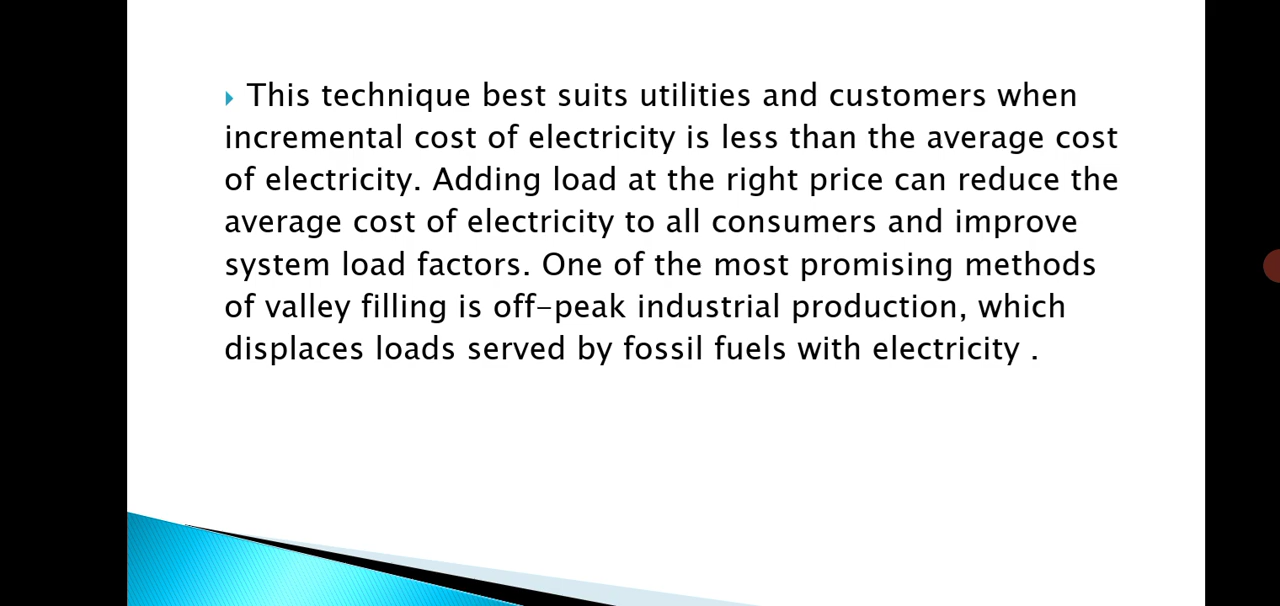 This technique best suits utilities and customers when
incremental cost of electricity is less than the average cost
of electricity. Adding load at the right price can reduce the
average cost of electricity to all consumers and improve
system load factors. One of the most promising methods
of valley filling is off-peak industrial production, which
displaces loads served by fossil fuels with electricity .